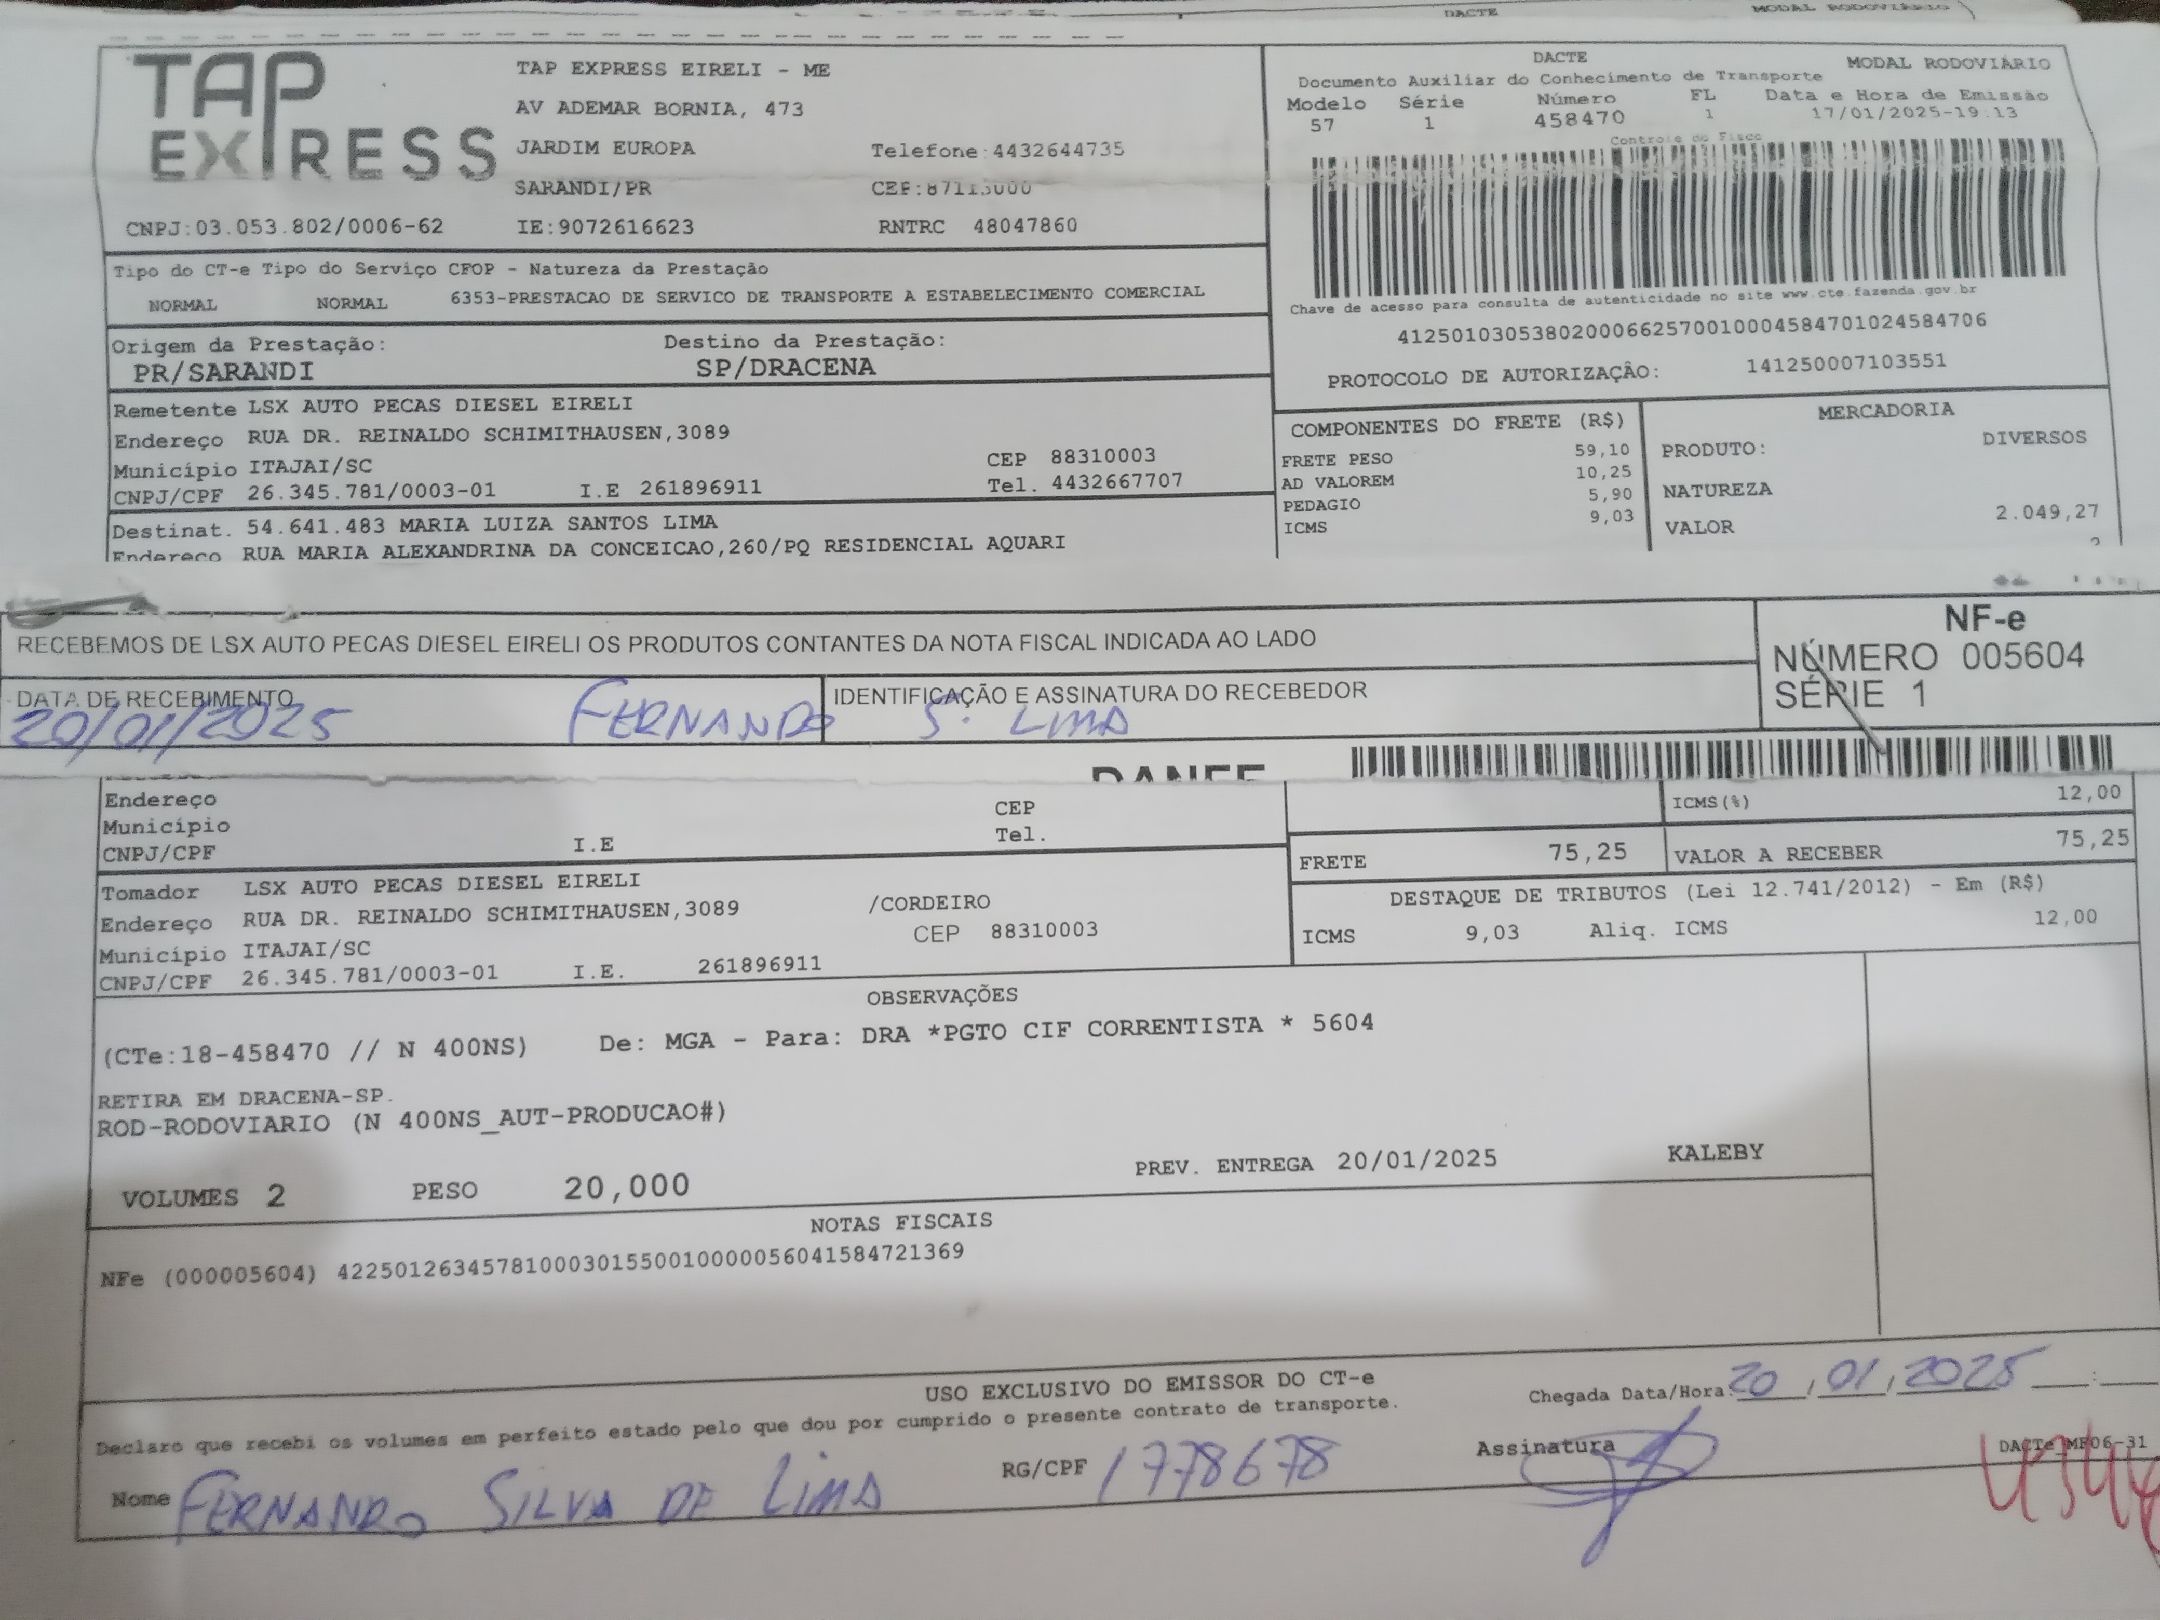 DACTE MODAL RODOVIÁRIO
TAP EXPRESS
TAP EXPRESS EIRELI - ME
AV ADEMAR BORNIA, 473
JARDIM EUROPA Telefone:4432644735
SARANDI/PR CEP:87113000
CNPJ:03.053.802/0006-62 IE:9072616623 RNTRC 48047860
DACTE MODAL RODOVIÁRIO
Documento Auxiliar do Conhecimento de Transporte
Modelo Série Número FL Data e Hora de Emissão
57 1 458470 1 17/01/2025-19:13
Controle do Fisco
Chave de acesso para consulta de autenticidade no site www.cte.fazenda.gov.br
41250103053802000662570010004584701024584706
PROTOCOLO DE AUTORIZAÇÃO: 141250007103551
Tipo do CT-e Tipo do Serviço CFOP - Natureza da Prestação
NORMAL NORMAL 6353-PRESTACAO DE SERVICO DE TRANSPORTE A ESTABELECIMENTO COMERCIAL
Origem da Prestação: Destino da Prestação:
PR/SARANDI SP/DRACENA
Remetente LSX AUTO PECAS DIESEL EIRELI
Endereço RUA DR. REINALDO SCHIMITHAUSEN,3089
Município ITAJAI/SC CEP 88310003
CNPJ/CPF 26.345.781/0003-01 I.E 261896911 Tel. 4432667707
Destinat. 54.641.483 MARIA LUIZA SANTOS LIMA
Endereço RUA MARIA ALEXANDRINA DA CONCEICAO,260/PQ RESIDENCIAL AQUARI
COMPONENTES DO FRETE (R$)
FRETE PESO 59,10
AD VALOREM 10,25
PEDAGIO 5,90
ICMS 9,03
MERCADORIA
PRODUTO: DIVERSOS
NATUREZA
VALOR 2.049,27
RECEBEMOS DE LSX AUTO PECAS DIESEL EIRELI OS PRODUTOS CONTANTES DA NOTA FISCAL INDICADA AO LADO
NF-e
NÚMERO 005604
SÉRIE 1
DATA DE RECEBIMENTO IDENTIFICAÇÃO E ASSINATURA DO RECEBEDOR
20/01/2025 FERNANDO S. LIMA
DANFE
Endereço CEP
Município Tel.
CNPJ/CPF I.E
ICMS(%) 12,00
FRETE 75,25 VALOR A RECEBER 75,25
Tomador LSX AUTO PECAS DIESEL EIRELI
Endereço RUA DR. REINALDO SCHIMITHAUSEN,3089 /CORDEIRO
Município ITAJAI/SC CEP 88310003
CNPJ/CPF 26.345.781/0003-01 I.E. 261896911
DESTAQUE DE TRIBUTOS (Lei 12.741/2012) - Em (R$)
ICMS 9,03 Aliq. ICMS 12,00
OBSERVAÇÕES
(CTe:18-458470 // N 400NS) De: MGA - Para: DRA *PGTO CIF CORRENTISTA * 5604
RETIRA EM DRACENA-SP.
ROD-RODOVIARIO (N 400NS_AUT-PRODUCAO#)
VOLUMES 2 PESO 20,000 PREV. ENTREGA 20/01/2025 KALEBY
NOTAS FISCAIS
NFe (000005604) 42250126345781000301550010000056041584721369
USO EXCLUSIVO DO EMISSOR DO CT-e
Chegada Data/Hora: 20/01/2025 __:__
Declaro que recebi os volumes em perfeito estado pelo que dou por cumprido o presente contrato de transporte.
Nome FERNANDO SILVA DE LIMA RG/CPF 1778678 Assinatura
DACTe_MF06-31